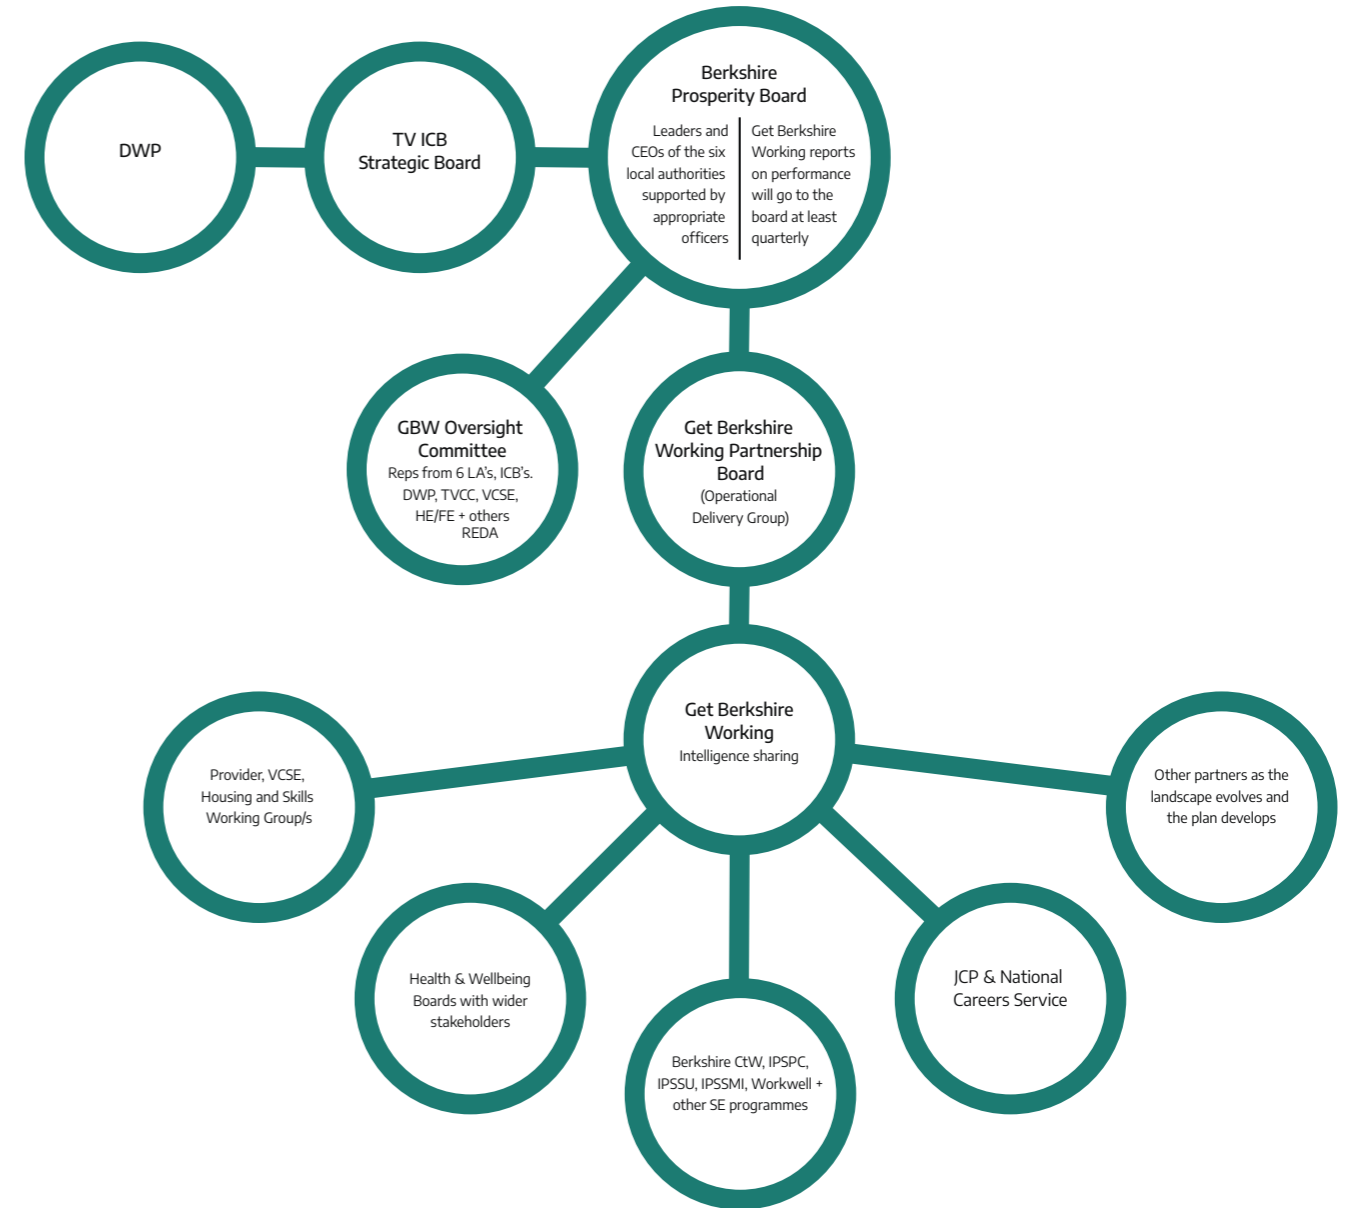 DWP
TV ICB
Strategic Board
Berkshire
Prosperity Board
Leaders and
CEOs of the six
local authorities
supported by
appropriate
officers
Get Berkshire
Working reports
on performance
will go to the
board at least
quarterly
GBW Oversight
Committee
Reps from 6 LA's, ICB's.
DWP, TVCC, VCSE,
HE/FE + others
REDA
Get Berkshire
Working Partnership
Board
(Operational
Delivery Group)
Get Berkshire
Working
Intelligence sharing
Provider, VCSE,
Housing and Skills
Working Group/s
Other partners as the
landscape evolves and
the plan develops
Health & Wellbeing
Boards with wider
stakeholders
JCP & National
Careers Service
Berkshire CtW, IPSPC,
IPSSU, IPSSMI, Workwell +
other SE programmes